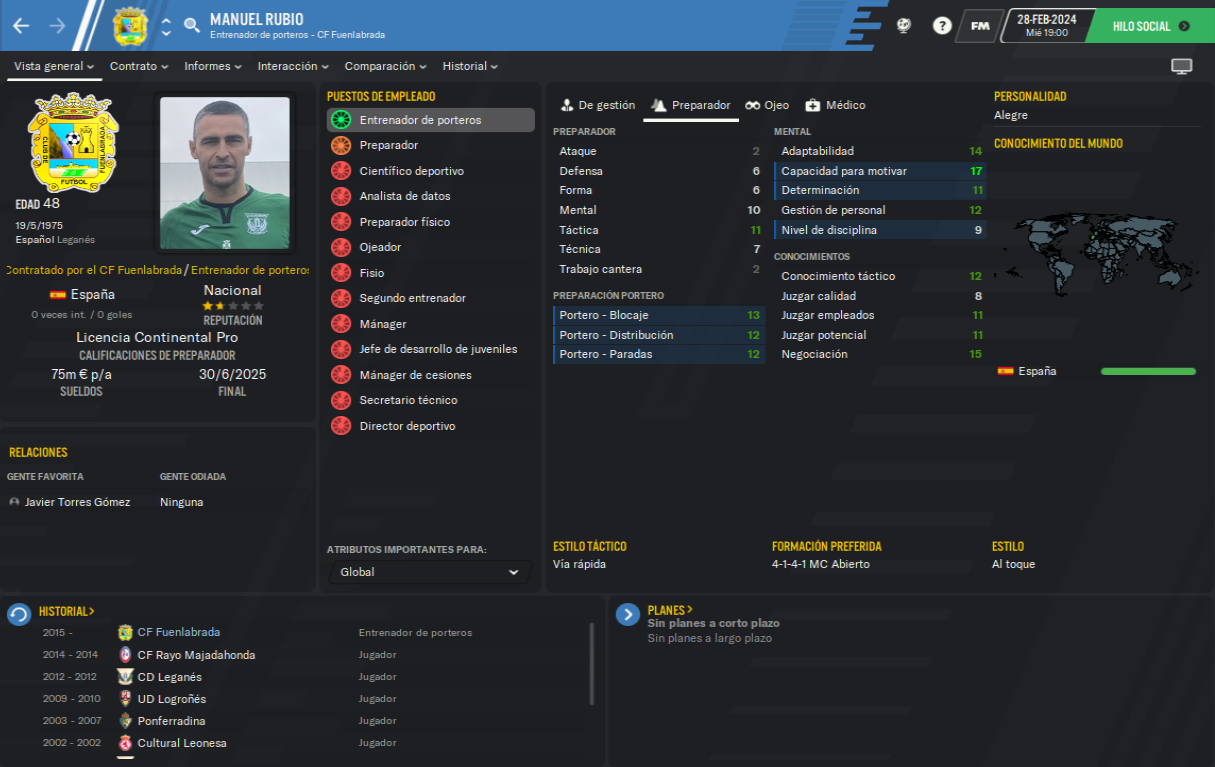 MANUEL RUBIO
Entrenador de porteros - CF Fuenlabrada
?
FM
28-FEB-2024
Mié 19:00
HILO SOCIAL
Vista general
Contrato
Informes
Interacción
Comparación
Historial
CLUB DE FUTBOL FUENLABRADA
EDAD 48
19/5/1975
Español Leganés
Contratado por el CF Fuenlabrada / Entrenador de porteros
España
0 veces int. / 0 goles
Nacional
REPUTACIÓN
Licencia Continental Pro
CALIFICACIONES DE PREPARADOR
75m € p/a
SUELDOS
30/6/2025
FINAL
RELACIONES
GENTE FAVORITA
GENTE ODIADA
Javier Torres Gómez
Ninguna
PUESTOS DE EMPLEADO
Entrenador de porteros
Preparador
Científico deportivo
Analista de datos
Preparador físico
Ojeador
Fisio
Segundo entrenador
Mánager
Jefe de desarrollo de juveniles
Mánager de cesiones
Secretario técnico
Director deportivo
ATRIBUTOS IMPORTANTES PARA:
Global
De gestión
Preparador
Ojeo
Médico
PREPARADOR
Ataque 2
Defensa 6
Forma 6
Mental 10
Táctica 11
Técnica 7
Trabajo cantera 2
PREPARACIÓN PORTERO
Portero - Blocaje 13
Portero - Distribución 12
Portero - Paradas 12
MENTAL
Adaptabilidad 14
Capacidad para motivar 17
Determinación 11
Gestión de personal 12
Nivel de disciplina 9
CONOCIMIENTOS
Conocimiento táctico 12
Juzgar calidad 8
Juzgar empleados 11
Juzgar potencial 11
Negociación 15
PERSONALIDAD
Alegre
CONOCIMIENTO DEL MUNDO
España
ESTILO TÁCTICO
Vía rápida
FORMACIÓN PREFERIDA
4-1-4-1 MC Abierto
ESTILO
Al toque
HISTORIAL >
2015 - CF Fuenlabrada Entrenador de porteros
2014 - 2014 CF Rayo Majadahonda Jugador
2012 - 2012 CD Leganés Jugador
2009 - 2010 UD Logroñés Jugador
2003 - 2007 Ponferradina Jugador
2002 - 2002 Cultural Leonesa Jugador
PLANES >
Sin planes a corto plazo
Sin planes a largo plazo